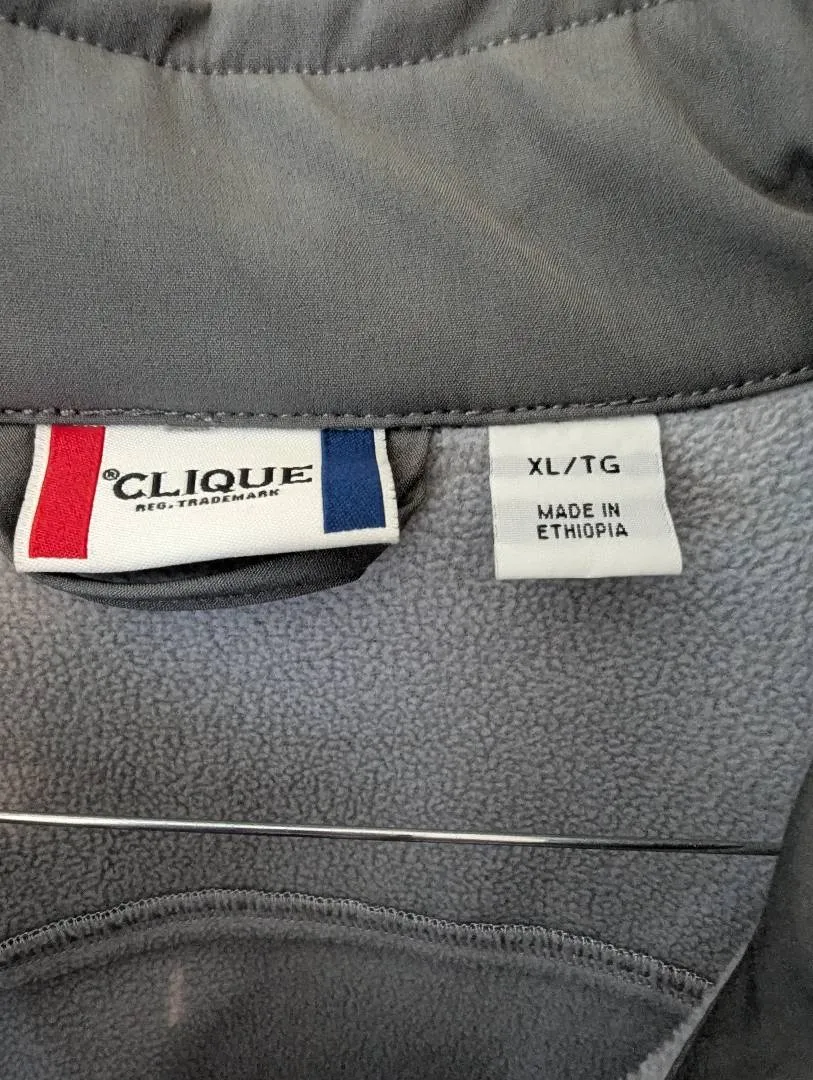 ®CLIQUE
REG. TRADEMARK
XL/TG
MADE IN
ETHIOPIA